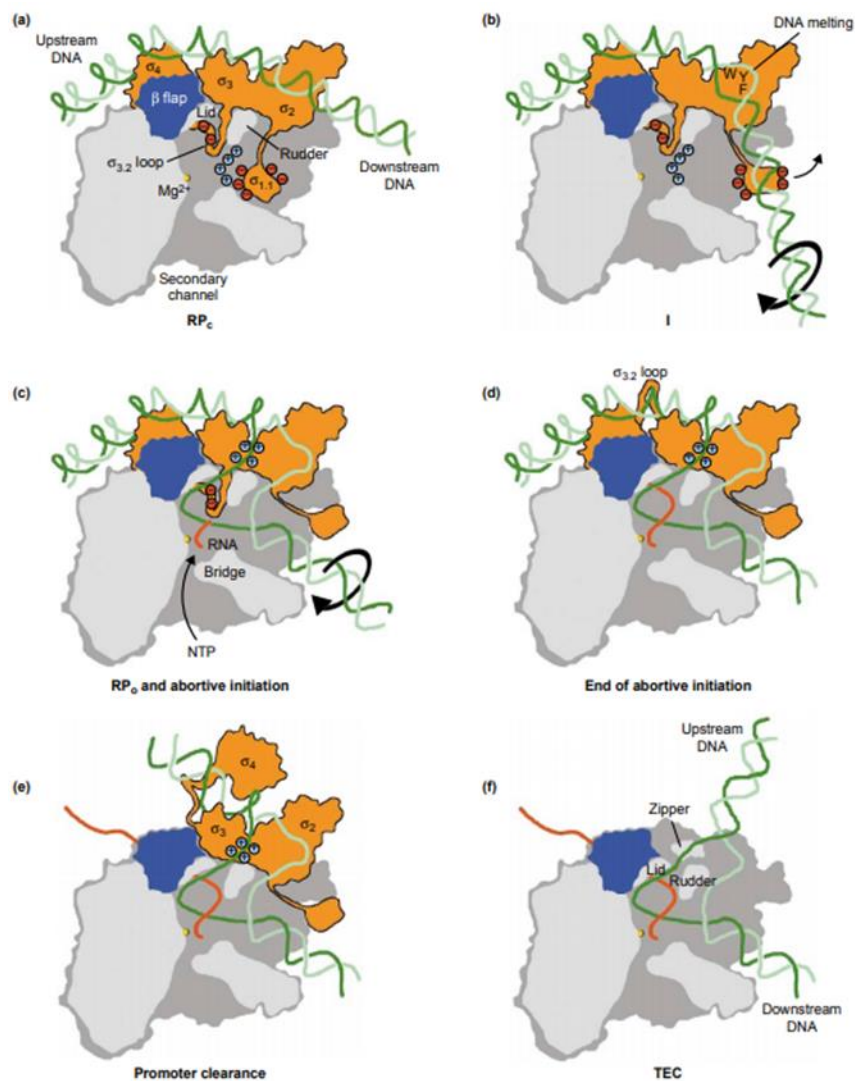 (a)
Upstream
DNA
σ4
σ3
β flap
Lid
σ2
σ3.2 loop
Rudder
Downstream
DNA
Mg2+
σ1.1
Secondary
channel
RPc
(b)
DNA melting
W
Y
F
I
(c)
RNA
Bridge
NTP
RPo and abortive initiation
(d)
σ3.2 loop
End of abortive initiation
(e)
σ4
σ3
σ2
Promoter clearance
(f)
Upstream
DNA
Zipper
Lid
Rudder
Downstream
DNA
TEC